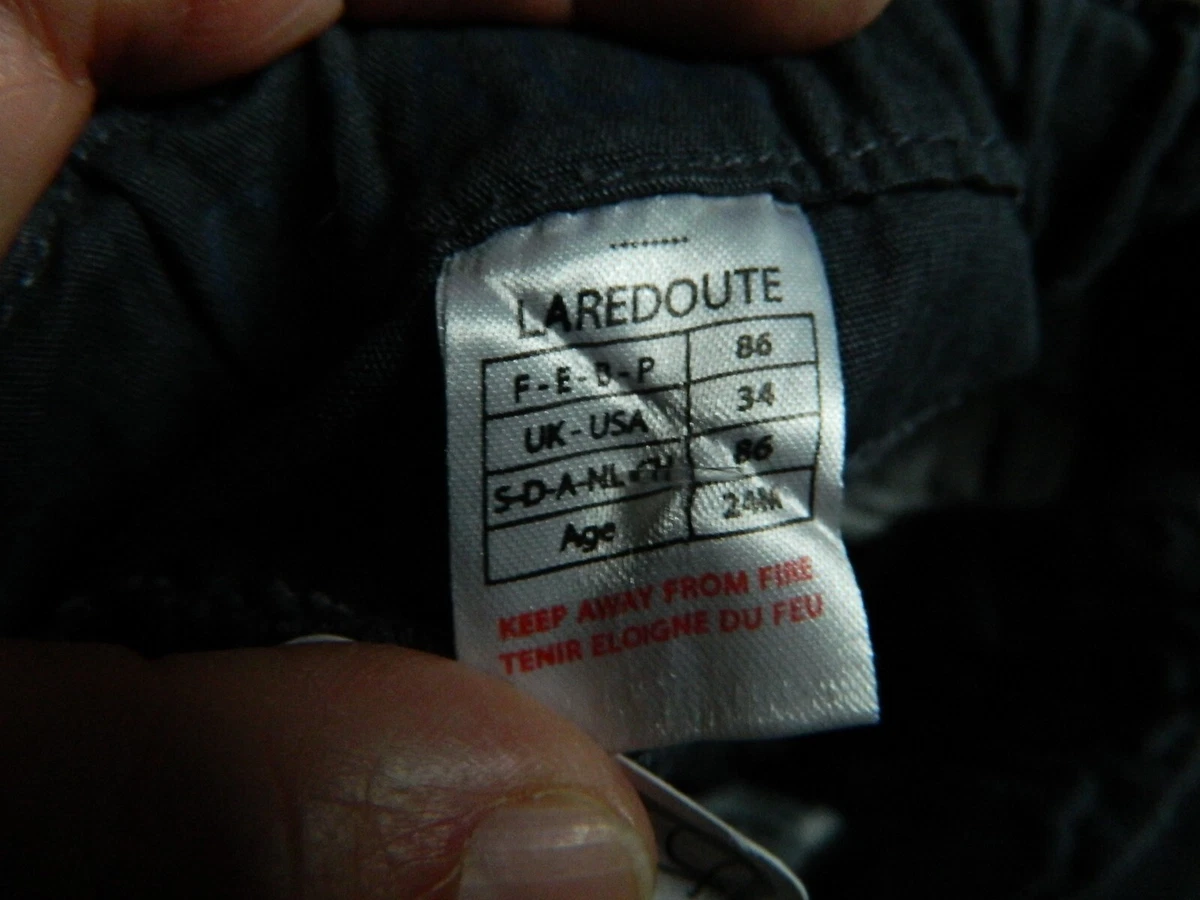 LAREDOUTE
F-E-B-P 86
UK-USA 34
S-D-A-NL-CH 86
Age 24M
KEEP AWAY FROM FIRE
TENIR ELOIGNE DU FEU